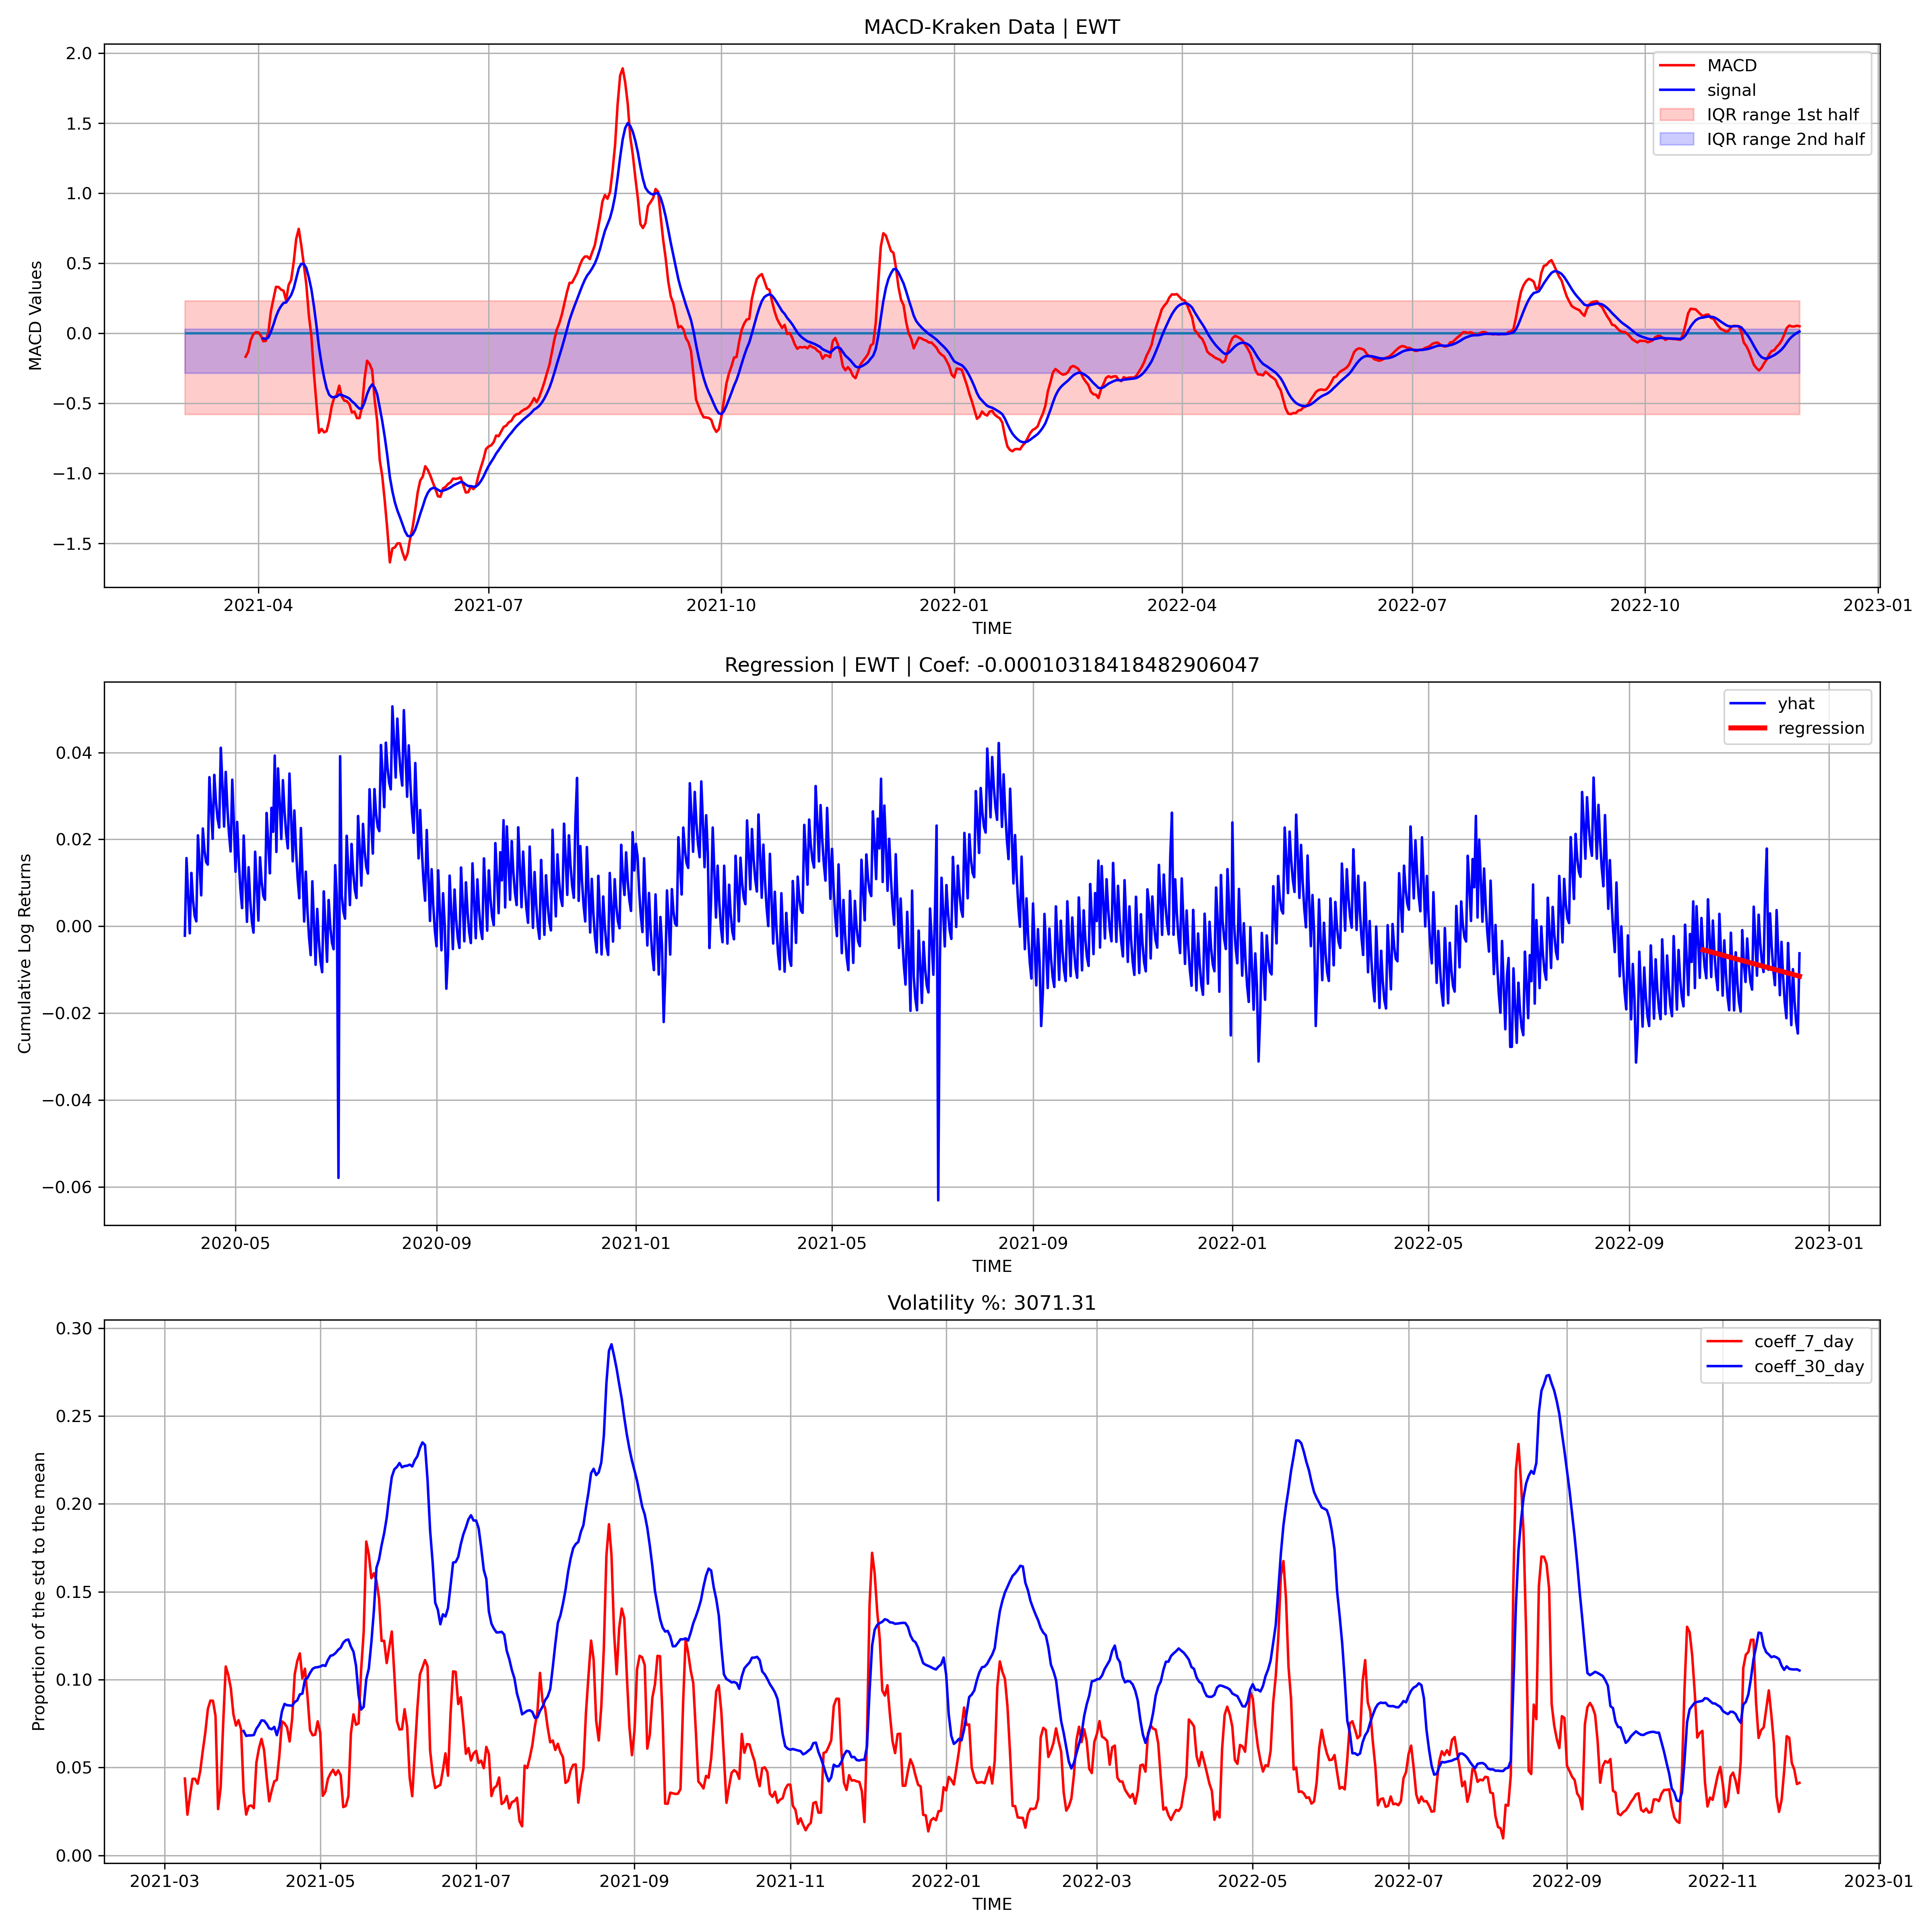 MACD-Kraken Data | EWT
MACD Values
2.0
1.5
1.0
0.5
0.0
−0.5
−1.0
−1.5
MACD
signal
IQR range 1st half
IQR range 2nd half
2021-04 2021-07 2021-10 2022-01 2022-04 2022-07 2022-10 2023-01
TIME
Regression | EWT | Coef: -0.00010318418482906047
Cumulative Log Returns
0.04
0.02
0.00
−0.02
−0.04
−0.06
yhat
regression
2020-05 2020-09 2021-01 2021-05 2021-09 2022-01 2022-05 2022-09 2023-01
TIME
Volatility %: 3071.31
Proportion of the std to the mean
0.30
0.25
0.20
0.15
0.10
0.05
0.00
coeff_7_day
coeff_30_day
2021-03 2021-05 2021-07 2021-09 2021-11 2022-01 2022-03 2022-05 2022-07 2022-09 2022-11 2023-01
TIME